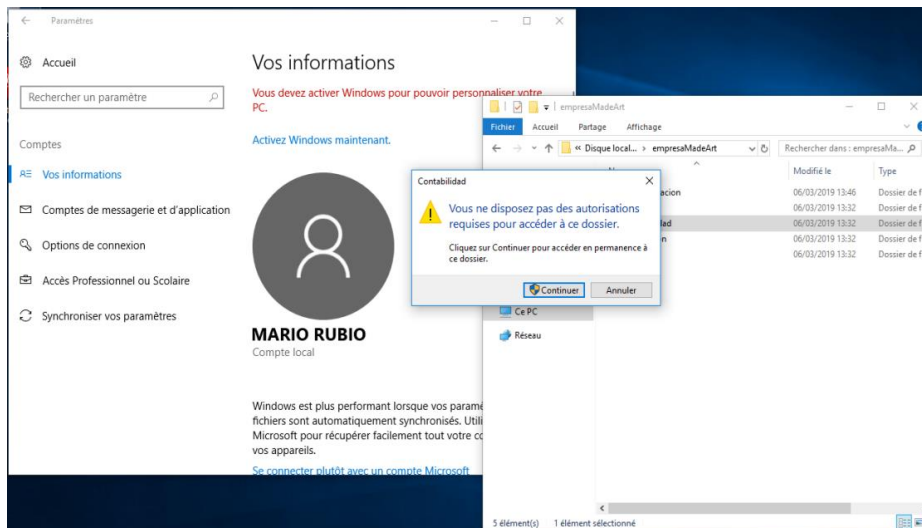 Paramètres
Accueil
Rechercher un paramètre
Comptes
Vos informations
Comptes de messagerie et d'application
Options de connexion
Accès Professionnel ou Scolaire
Synchroniser vos paramètres
Vos informations
Vous devez activer Windows pour pouvoir personnaliser votre
PC.
Activez Windows maintenant.
MARIO RUBIO
Compte local
Windows est plus performant lorsque vos paramè
fichiers sont automatiquement synchronisés. Utili
Microsoft pour récupérer facilement tout votre co
vos appareils.
Se connecter plutôt avec un compte Microsoft
empresaMadeArt
Fichier Accueil Partage Affichage
« Disque local... > empresaMadeArt
Rechercher dans : empresaMa...
Modifié le Type
acion 06/03/2019 13:46 Dossier de f
06/03/2019 13:32 Dossier de f
dad 06/03/2019 13:32 Dossier de f
n 06/03/2019 13:32 Dossier de f
06/03/2019 13:32 Dossier de f
Contabilidad
Vous ne disposez pas des autorisations
requises pour accéder à ce dossier.
Cliquez sur Continuer pour accéder en permanence à
ce dossier.
Continuer Annuler
Ce PC
Réseau
5 élément(s) 1 élément sélectionné